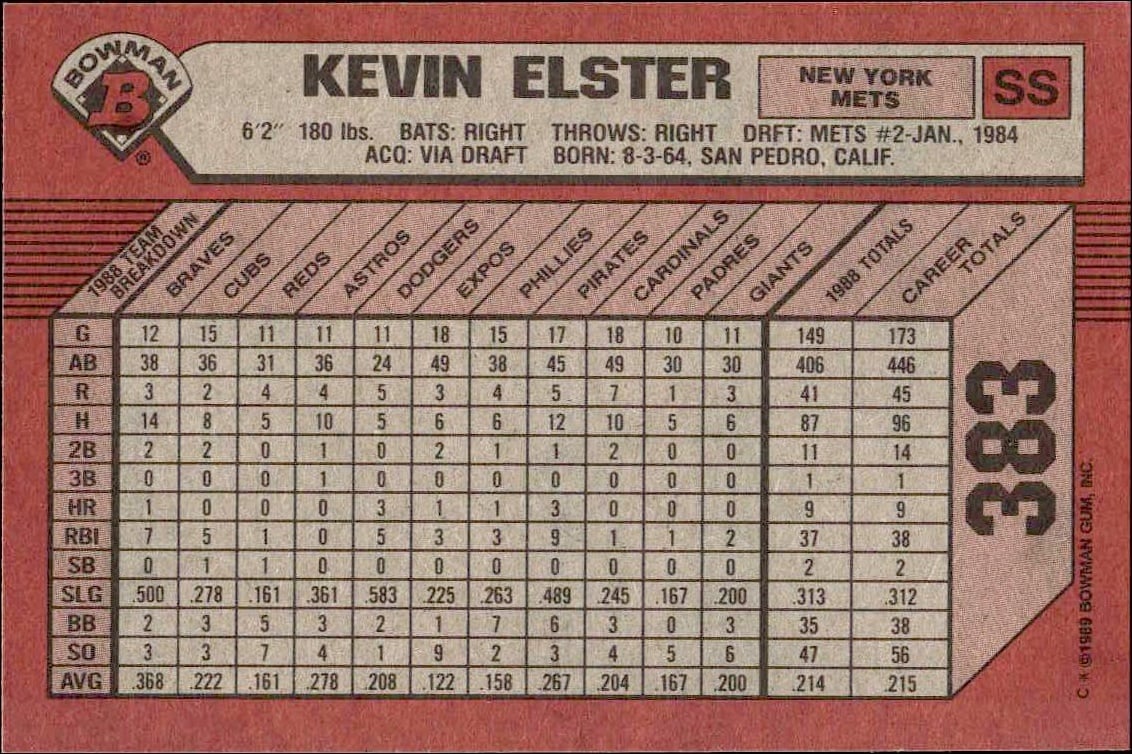 BOWMAN
B
®
KEVIN ELSTER
NEW YORK
METS
SS
6'2" 180 lbs. BATS: RIGHT THROWS: RIGHT DRFT: METS #2-JAN., 1984
ACQ: VIA DRAFT BORN: 8-3-64, SAN PEDRO, CALIF.
1988 TEAM BREAKDOWN BRAVES CUBS REDS ASTROS DODGERS EXPOS PHILLIES PIRATES CARDINALS PADRES GIANTS 1988 TOTALS CAREER TOTALS
G 12 15 11 11 11 18 15 17 18 10 11 149 173
AB 38 36 31 36 24 49 38 45 49 30 30 406 446
R 3 2 4 4 5 3 4 5 7 1 3 41 45
H 14 8 5 10 5 6 6 12 10 5 6 87 96
2B 2 2 0 1 0 2 1 1 2 0 0 11 14
3B 0 0 0 1 0 0 0 0 0 0 0 1 1
HR 1 0 0 0 3 1 1 3 0 0 0 9 9
RBI 7 5 1 0 5 3 3 9 1 1 2 37 38
SB 0 1 1 0 0 0 0 0 0 0 0 2 2
SLG .500 .278 .161 .361 .583 .225 .263 .489 .245 .167 .200 .313 .312
BB 2 3 5 3 2 1 7 6 3 0 3 35 38
SO 3 3 7 4 1 9 2 3 4 5 6 47 56
AVG .368 .222 .161 .278 .208 .122 .158 .267 .204 .167 .200 .214 .215
383
C * ©1989 BOWMAN GUM, INC.